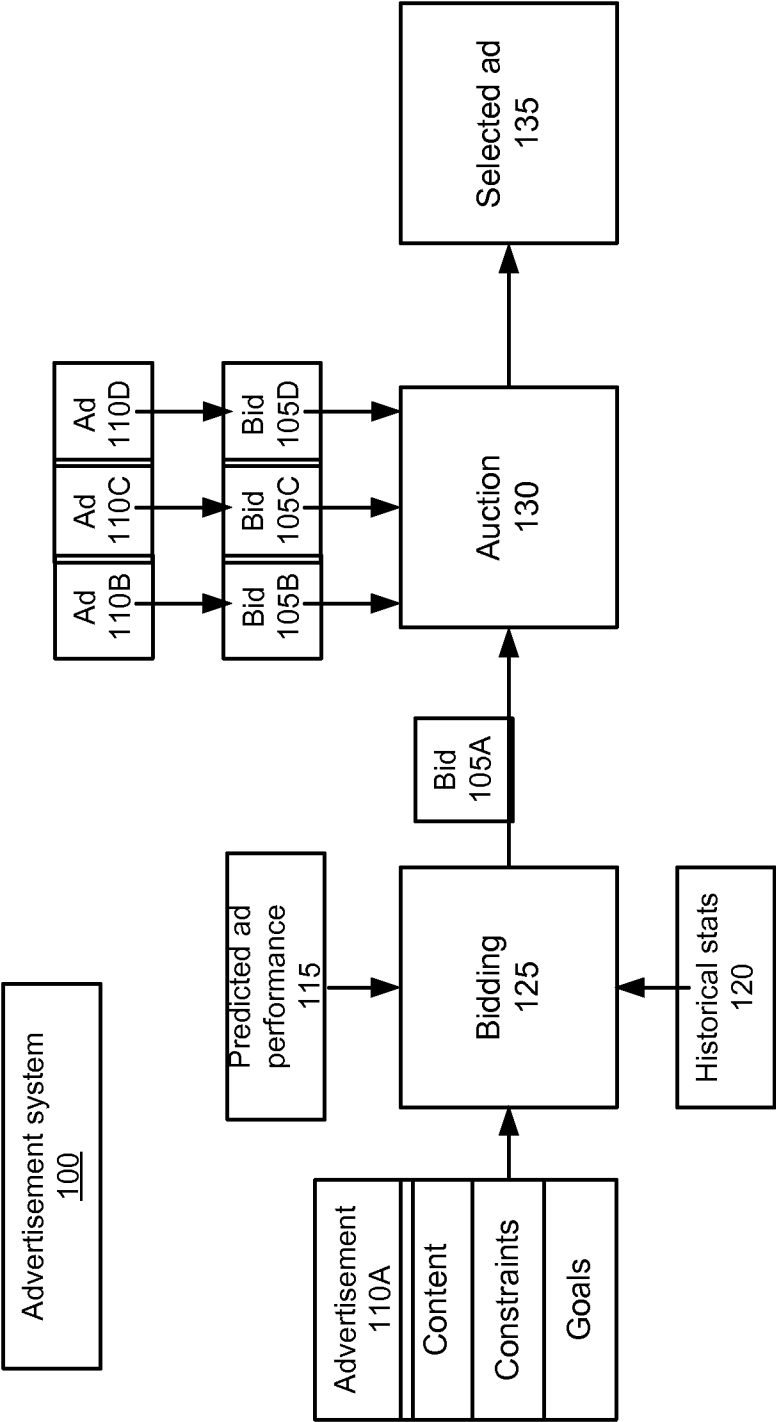 Advertisement system
100
Predicted ad
performance
115
Advertisement
110A
Content
Constraints
Goals
Bidding
125
Historical stats
120
Bid
105A
Ad
110B
Ad
110C
Ad
110D
Bid
105B
Bid
105C
Bid
105D
Auction
130
Selected ad
135